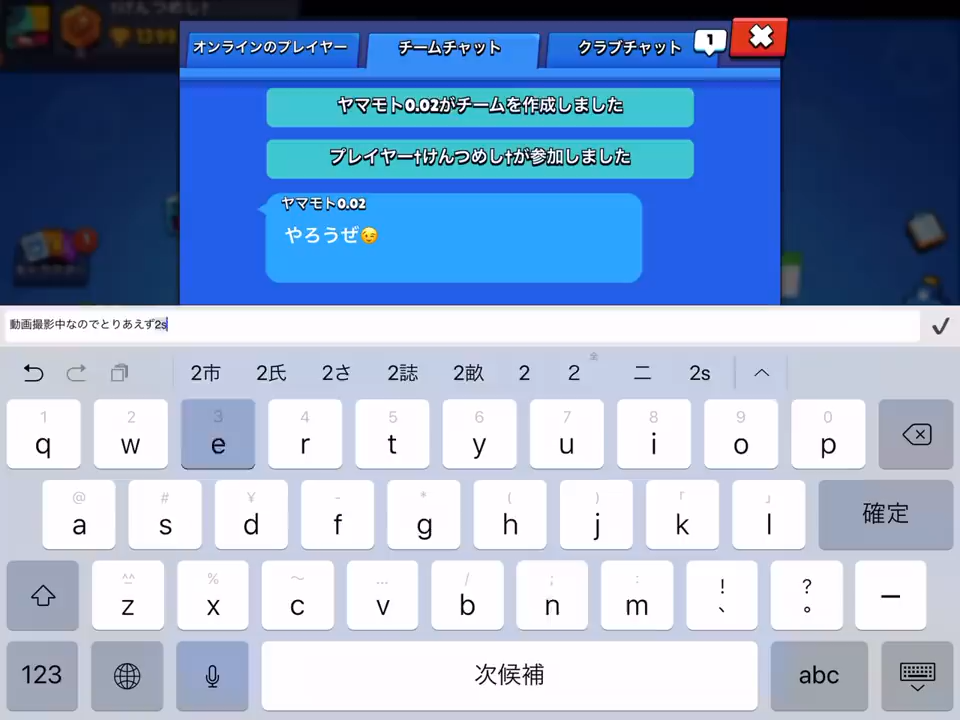 1399
オンラインのプレイヤー
チームチャット
クラブチャット
1
ヤマモト0.02がチームを作成しました
プレイヤー†けんつめし†が参加しました
ヤマモト0.02
やろうぜ😉
動画撮影中なのでとりあえず2s
2市 2氏 2さ 2誌 2畝 2 2 全 二 2s
1 2 3 4 5 6 7 8 9 0
q w e r t y u i o p
@ # ¥ - * ( ) 「 」
a s d f g h j k l 確定
^^ % 〜 … / ; : ! ?
z x c v b n m 、 。 ー
123 次候補 abc